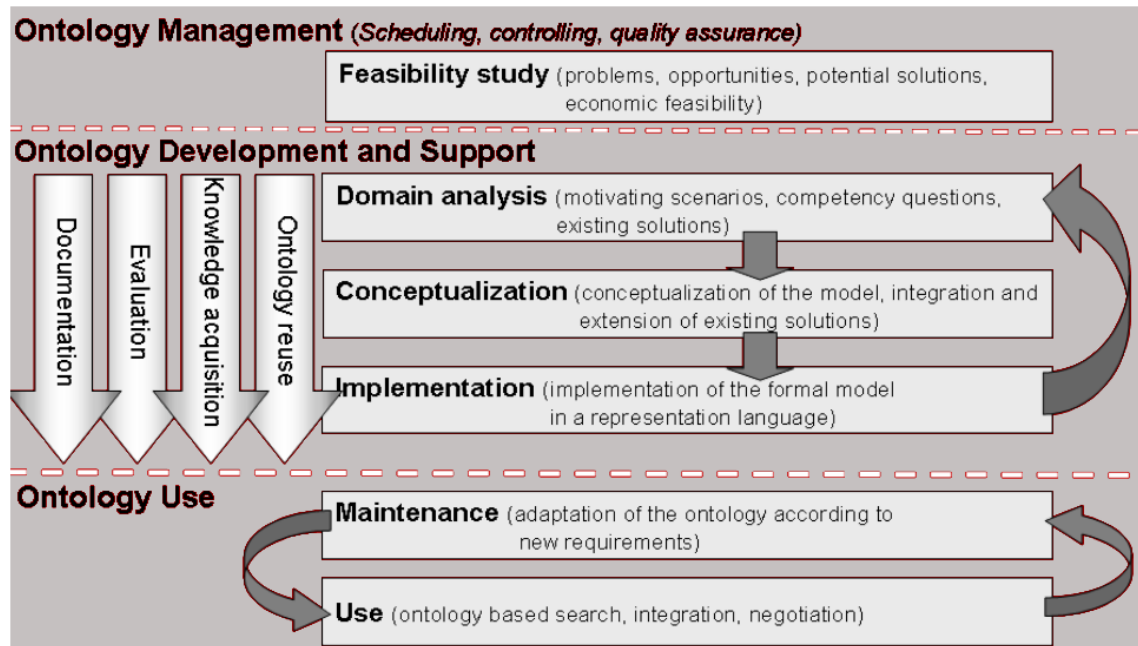 Ontology Management (Scheduling, controlling, quality assurance)
Feasibility study (problems, opportunities, potential solutions,
economic feasibility)
Ontology Development and Support
Documentation
Evaluation
Knowledge acquisition
Ontology reuse
Domain analysis (motivating scenarios, competency questions,
existing solutions)
Conceptualization (conceptualization of the model, integration and
extension of existing solutions)
Implementation (implementation of the formal model
in a representation language)
Ontology Use
Maintenance (adaptation of the ontology according to
new requirements)
Use (ontology based search, integration, negotiation)